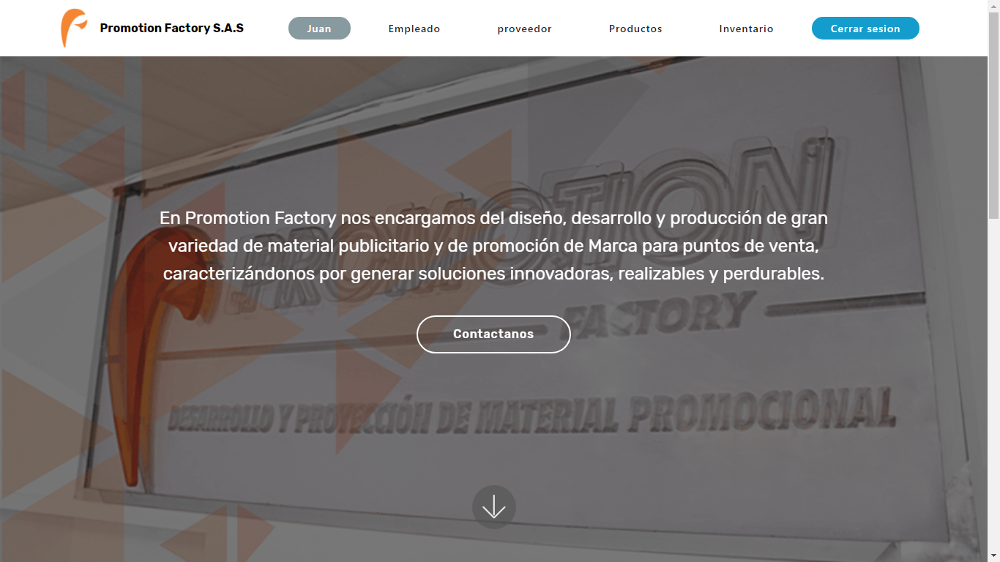 Promotion Factory S.A.S
Juan
Empleado
proveedor
Productos
Inventario
Cerrar sesion
PROMOTION
En Promotion Factory nos encargamos del diseño, desarrollo y producción de gran
variedad de material publicitario y de promoción de Marca para puntos de venta,
caracterizándonos por generar soluciones innovadoras, realizables y perdurables.
FACTORY
Contactanos
DESARROLLO Y PROYECCIÓN DE MATERIAL PROMOCIONAL